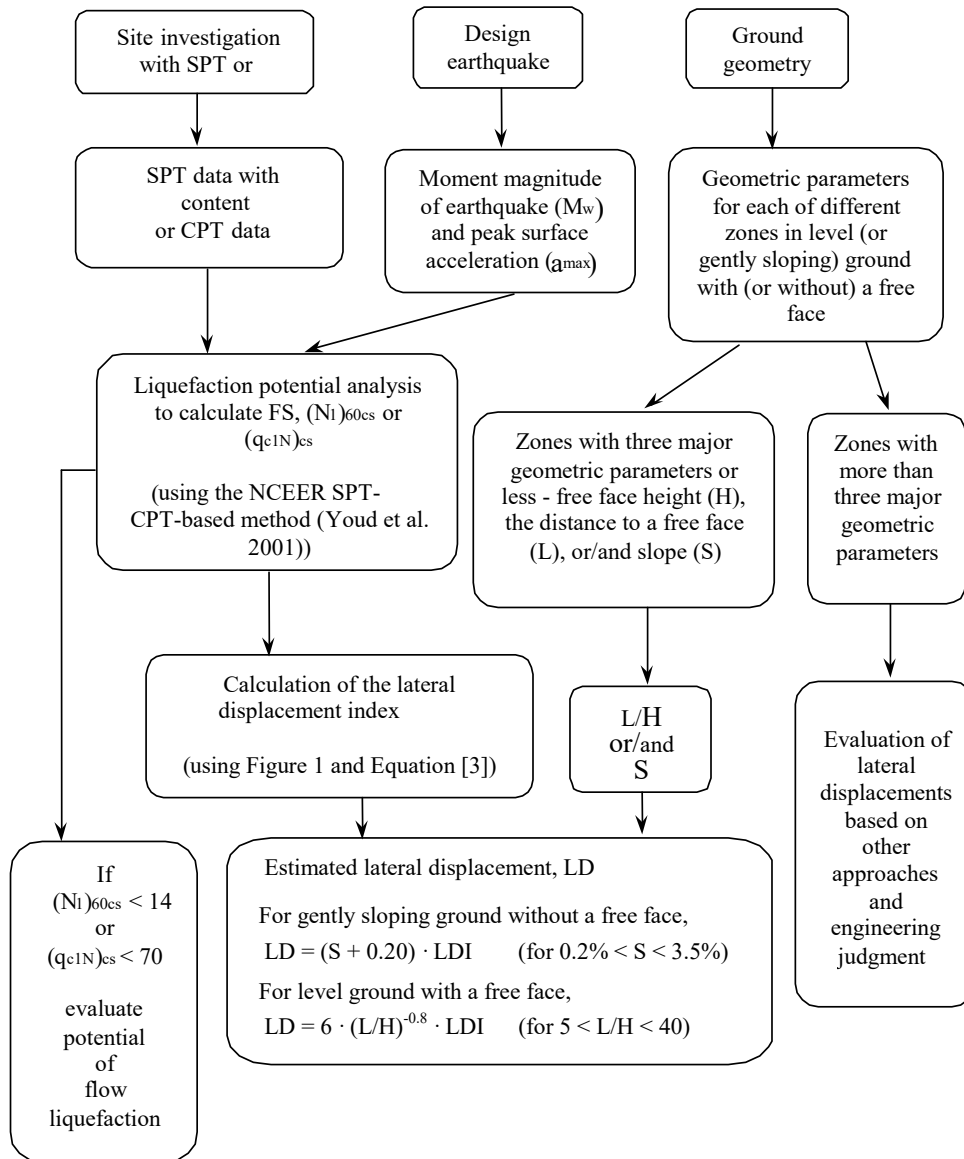 Site investigation
with SPT or
Design
earthquake
Ground
geometry
SPT data with
content
or CPT data
Moment magnitude
of earthquake (Mw)
and peak surface
acceleration (amax)
Geometric parameters
for each of different
zones in level (or
gently sloping) ground
with (or without) a free
face
Liquefaction potential analysis
to calculate FS, (N1)60cs or
(qc1N)cs
(using the NCEER SPT-
CPT-based method (Youd et al.
2001))
Zones with three major
geometric parameters or
less - free face height (H),
the distance to a free face
(L), or/and slope (S)
Zones with
more than
three major
geometric
parameters
Calculation of the lateral
displacement index
(using Figure 1 and Equation [3])
L/H
or/and
S
Evaluation of
lateral
displacements
based on
other
approaches
and
engineering
judgment
If
(N1)60cs < 14
or
(qc1N)cs < 70
evaluate
potential
of
flow
liquefaction
Estimated lateral displacement, LD
For gently sloping ground without a free face,
LD = (S + 0.20) · LDI (for 0.2% < S < 3.5%)
For level ground with a free face,
LD = 6 · (L/H)-0.8 · LDI (for 5 < L/H < 40)